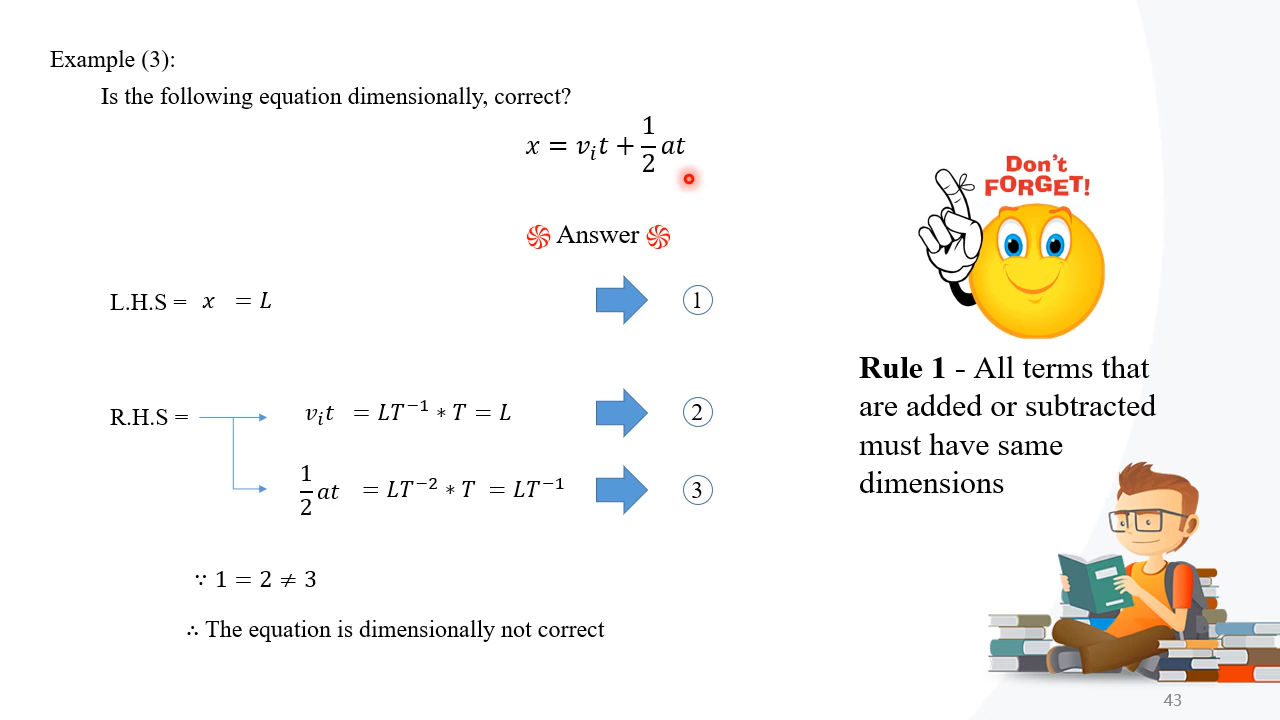 Example (3):
Is the following equation dimensionally, correct?
x = vᵢt + 1/2 at
Answer
L.H.S = x = L
①
R.H.S =
vᵢt = LT⁻¹ * T = L
②
1/2 at = LT⁻² * T = LT⁻¹
③
∵ 1 = 2 ≠ 3
∴ The equation is dimensionally not correct
Don't
FORGET!
Rule 1 - All terms that
are added or subtracted
must have same
dimensions
43